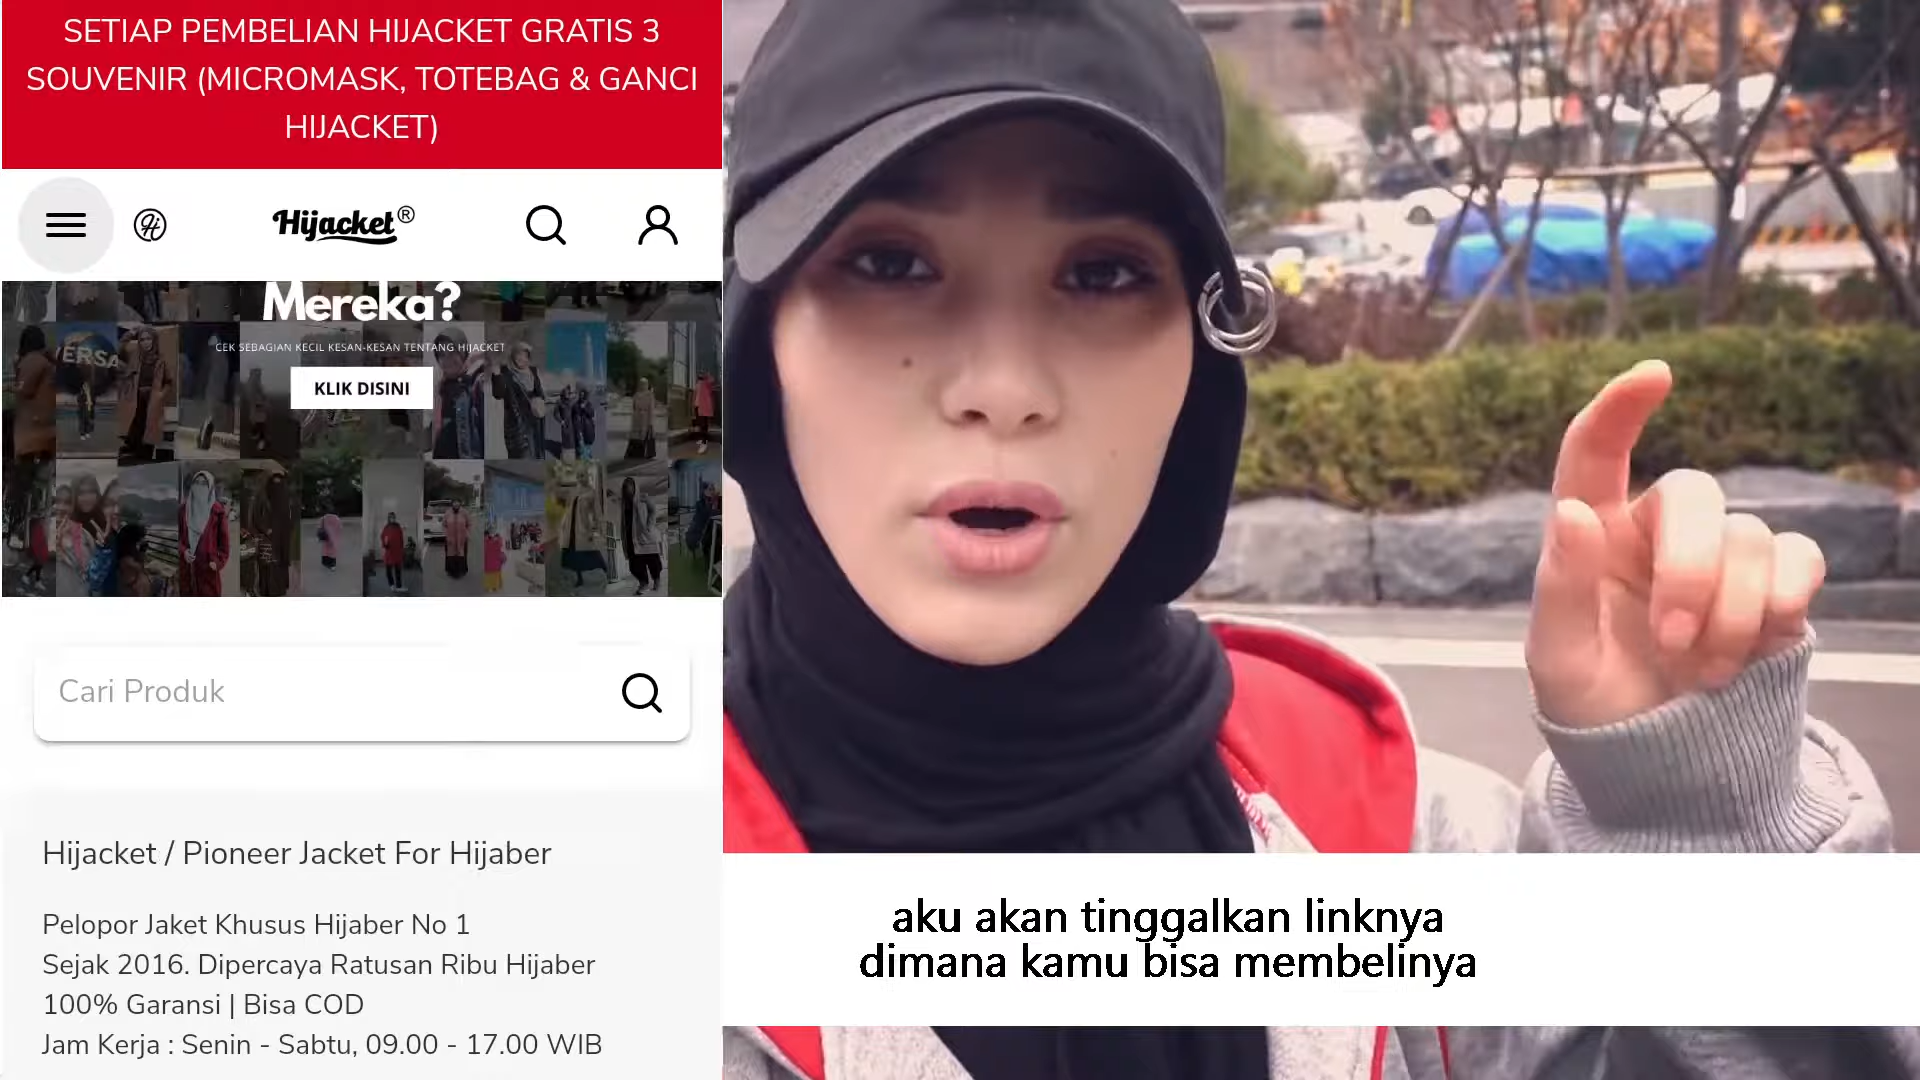 SETIAP PEMBELIAN HIJACKET GRATIS 3
SOUVENIR (MICROMASK, TOTEBAG & GANCI
HIJACKET)
Hijacket®
Mereka?
CEK SEBAGIAN KECIL KESAN-KESAN TENTANG HIJACKET
KLIK DISINI
ERSA
Cari Produk
Hijacket / Pioneer Jacket For Hijaber
Pelopor Jaket Khusus Hijaber No 1
Sejak 2016. Dipercaya Ratusan Ribu Hijaber
100% Garansi | Bisa COD
Jam Kerja : Senin - Sabtu, 09.00 - 17.00 WIB
aku akan tinggalkan linknya
dimana kamu bisa membelinya